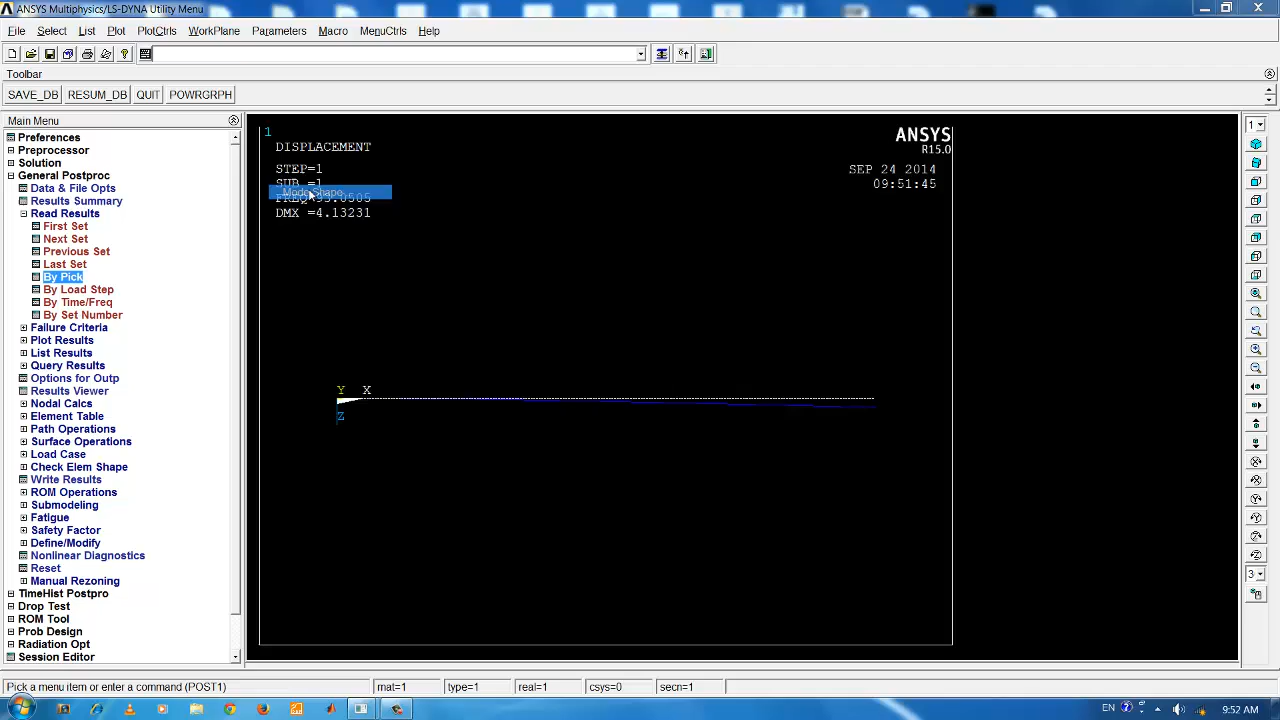 ANSYS Multiphysics/LS-DYNA Utility Menu
File Select List Plot PlotCtrls WorkPlane Parameters Macro MenuCtrls Help
Toolbar
SAVE_DB RESUM_DB QUIT POWRGRPH
Main Menu
Preferences
Preprocessor
Solution
General Postproc
Data & File Opts
Results Summary
Read Results
First Set
Next Set
Previous Set
Last Set
By Pick
By Load Step
By Time/Freq
By Set Number
Failure Criteria
Plot Results
List Results
Query Results
Options for Outp
Results Viewer
Nodal Calcs
Element Table
Path Operations
Surface Operations
Load Case
Check Elem Shape
Write Results
ROM Operations
Submodeling
Fatigue
Safety Factor
Define/Modify
Nonlinear Diagnostics
Reset
Manual Rezoning
TimeHist Postpro
Drop Test
ROM Tool
Prob Design
Radiation Opt
Session Editor
1
DISPLACEMENT
STEP=1
SUB =1
Mode Shape
DMX =4.13231
ANSYS
R15.0
SEP 24 2014
09:51:45
Y X
Z
1
3
Pick a menu item or enter a command (POST1) mat=1 type=1 real=1 csys=0 secn=1
EN 9:52 AM